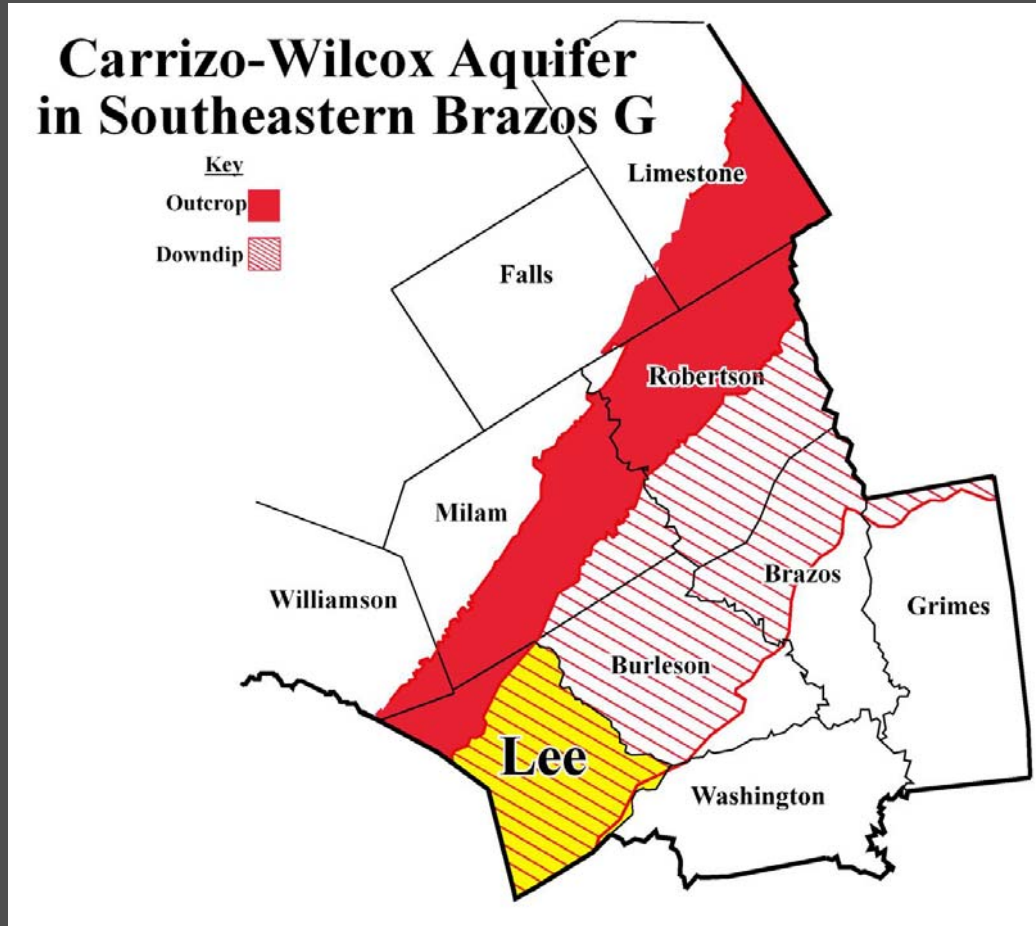 Carrizo-Wilcox Aquifer
in Southeastern Brazos G
Key
Outcrop
Downdip
Limestone
Falls
Robertson
Milam
Brazos
Williamson
Grimes
Burleson
Lee
Washington